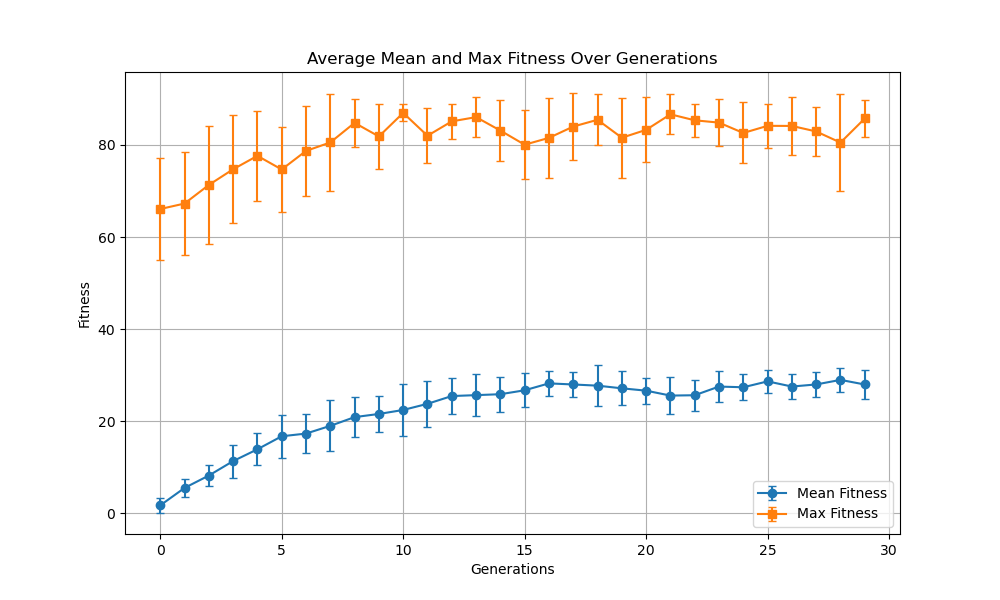 Average Mean and Max Fitness Over Generations
Fitness
80
60
40
20
0
Mean Fitness
Max Fitness
0 5 10 15 20 25 30
Generations